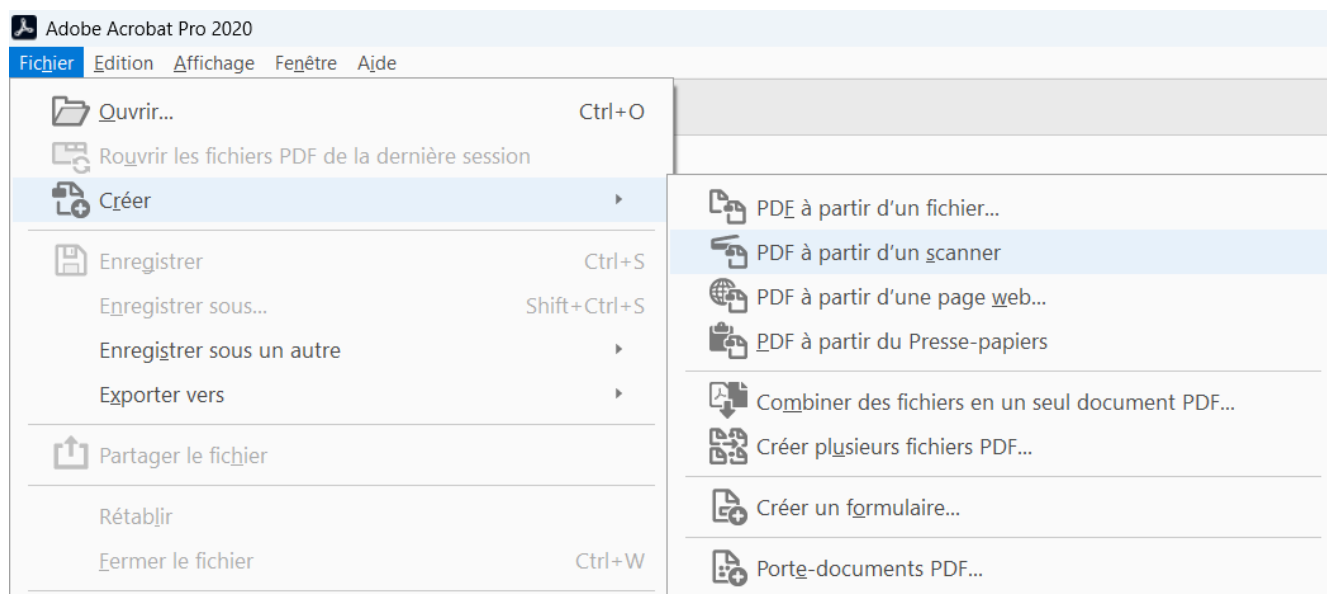 Adobe Acrobat Pro 2020
Fichier Edition Affichage Fenêtre Aide
Ouvrir... Ctrl+O
Rouvrir les fichiers PDF de la dernière session
Créer
Enregistrer Ctrl+S
Enregistrer sous... Shift+Ctrl+S
Enregistrer sous un autre
Exporter vers
Partager le fichier
Rétablir
Fermer le fichier Ctrl+W
PDF à partir d’un fichier...
PDF à partir d’un scanner
PDF à partir d’une page web...
PDF à partir du Presse-papiers
Combiner des fichiers en un seul document PDF...
Créer plusieurs fichiers PDF...
Créer un formulaire...
Porte-documents PDF...